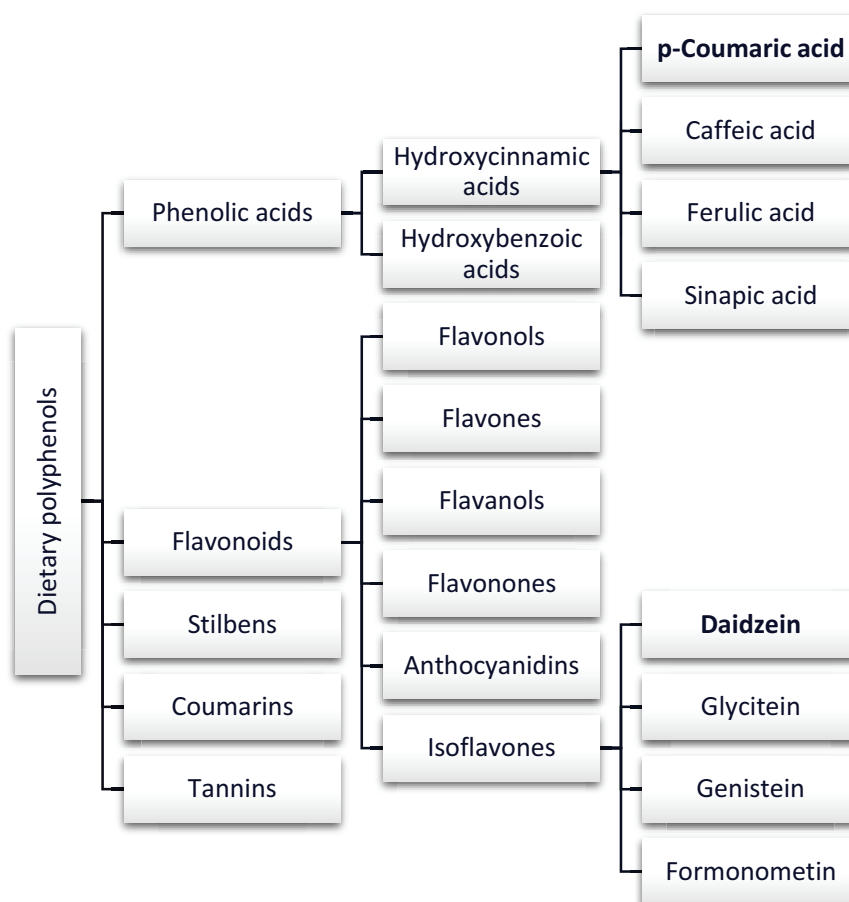 Dietary polyphenols
Phenolic acids
Hydroxycinnamic
acids
p-Coumaric acid
Caffeic acid
Ferulic acid
Sinapic acid
Hydroxybenzoic
acids
Flavonoids
Flavonols
Flavones
Flavanols
Flavonones
Anthocyanidins
Isoflavones
Daidzein
Glycitein
Genistein
Formonometin
Stilbens
Coumarins
Tannins